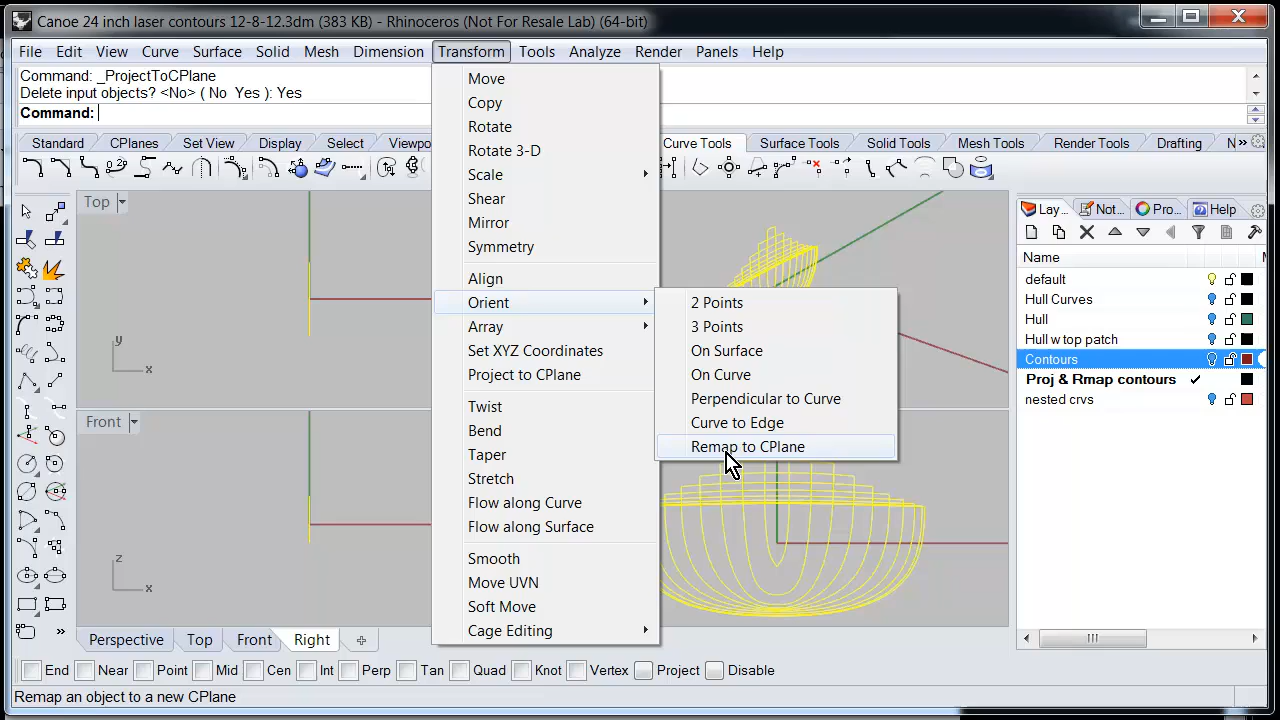 Canoe 24 inch laser contours 12-8-12.3dm (383 KB) - Rhinoceros (Not For Resale Lab) (64-bit)
File Edit View Curve Surface Solid Mesh Dimension Transform Tools Analyze Render Panels Help
Command: _ProjectToCPlane
Delete input objects? <No> ( No Yes ): Yes
Command:
Standard CPlanes Set View Display Select Viewpo Curve Tools Surface Tools Solid Tools Mesh Tools Render Tools Drafting N »
Move
Copy
Rotate
Rotate 3-D
Scale
Shear
Mirror
Symmetry
Align
Orient
Array
Set XYZ Coordinates
Project to CPlane
Twist
Bend
Taper
Stretch
Flow along Curve
Flow along Surface
Smooth
Move UVN
Soft Move
Cage Editing
2 Points
3 Points
On Surface
On Curve
Perpendicular to Curve
Curve to Edge
Remap to CPlane
Top
y
x
Front
z
x
Lay... Not... Pro... Help
Name
default
Hull Curves
Hull
Hull w top patch
Contours
Proj & Rmap contours
nested crvs
Perspective Top Front Right
End Near Point Mid Cen Int Perp Tan Quad Knot Vertex Project Disable
Remap an object to a new CPlane